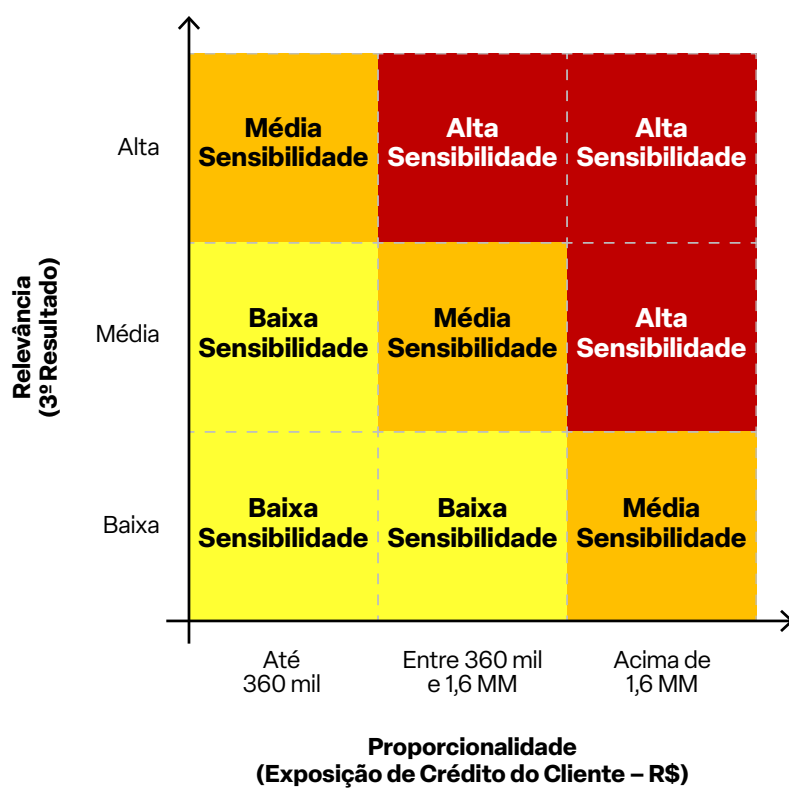 Relevância
(3º Resultado)
Alta
Média
Sensibilidade
Alta
Sensibilidade
Alta
Sensibilidade
Média
Baixa
Sensibilidade
Média
Sensibilidade
Alta
Sensibilidade
Baixa
Baixa
Sensibilidade
Baixa
Sensibilidade
Média
Sensibilidade
Até
360 mil
Entre 360 mil
e 1,6 MM
Acima de
1,6 MM
Proporcionalidade
(Exposição de Crédito do Cliente – R$)